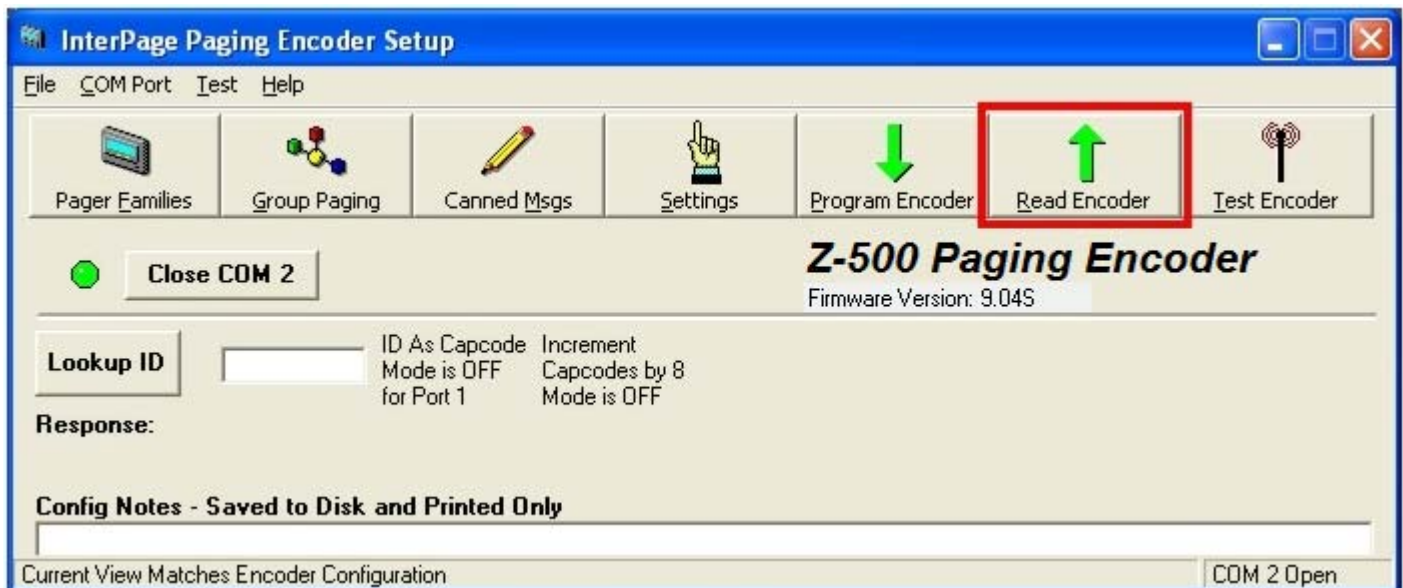 InterPage Paging Encoder Setup
File COM Port Test Help
Pager Families Group Paging Canned Msgs Settings Program Encoder Read Encoder Test Encoder
Close COM 2
Z-500 Paging Encoder
Firmware Version: 9.04S
Lookup ID
ID As Capcode
Mode is OFF
for Port 1
Increment
Capcodes by 8
Mode is OFF
Response:
Config Notes - Saved to Disk and Printed Only
Current View Matches Encoder Configuration COM 2 Open